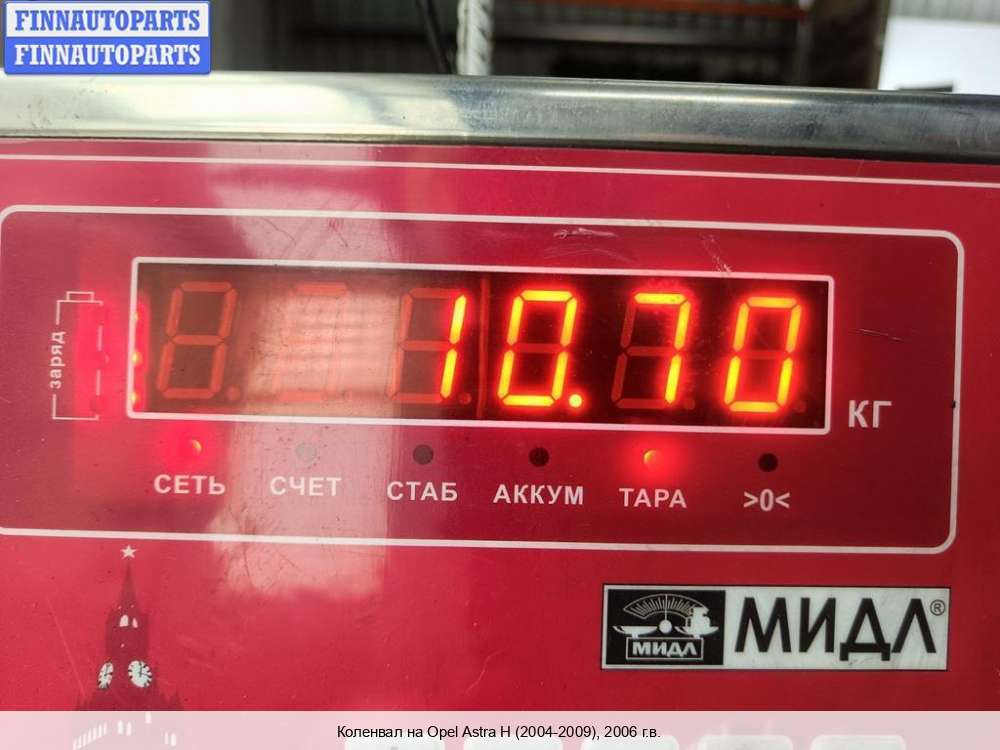 FINNAUTOPARTS
FINNAUTOPARTS
заряд
10.70
КГ
СЕТЬ
СЧЕТ
СТАБ
АККУМ
ТАРА
>0<
МИДЛ
МИДЛ®
Коленвал на Opel Astra H (2004-2009), 2006 г.в.